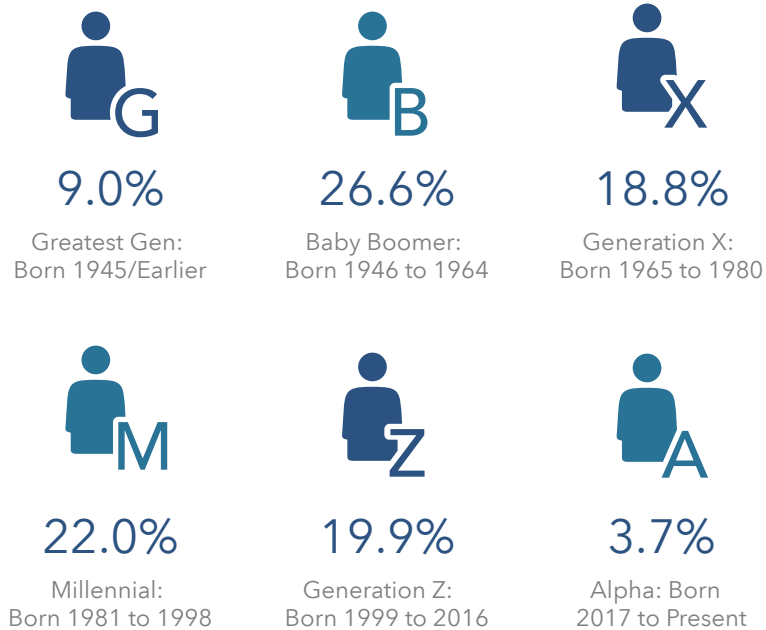 G
9.0%
Greatest Gen:
Born 1945/Earlier
B
26.6%
Baby Boomer:
Born 1946 to 1964
X
18.8%
Generation X:
Born 1965 to 1980
M
22.0%
Millennial:
Born 1981 to 1998
Z
19.9%
Generation Z:
Born 1999 to 2016
A
3.7%
Alpha: Born
2017 to Present